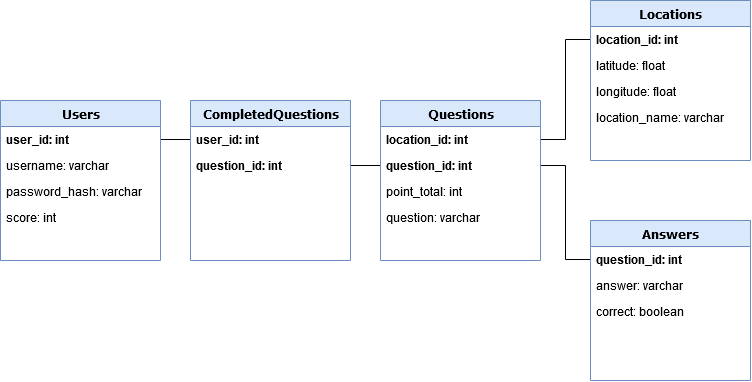 Users
user_id: int
username: varchar
password_hash: varchar
score: int
CompletedQuestions
user_id: int
question_id: int
Questions
location_id: int
question_id: int
point_total: int
question: varchar
Locations
location_id: int
latitude: float
longitude: float
location_name: varchar
Answers
question_id: int
answer: varchar
correct: boolean